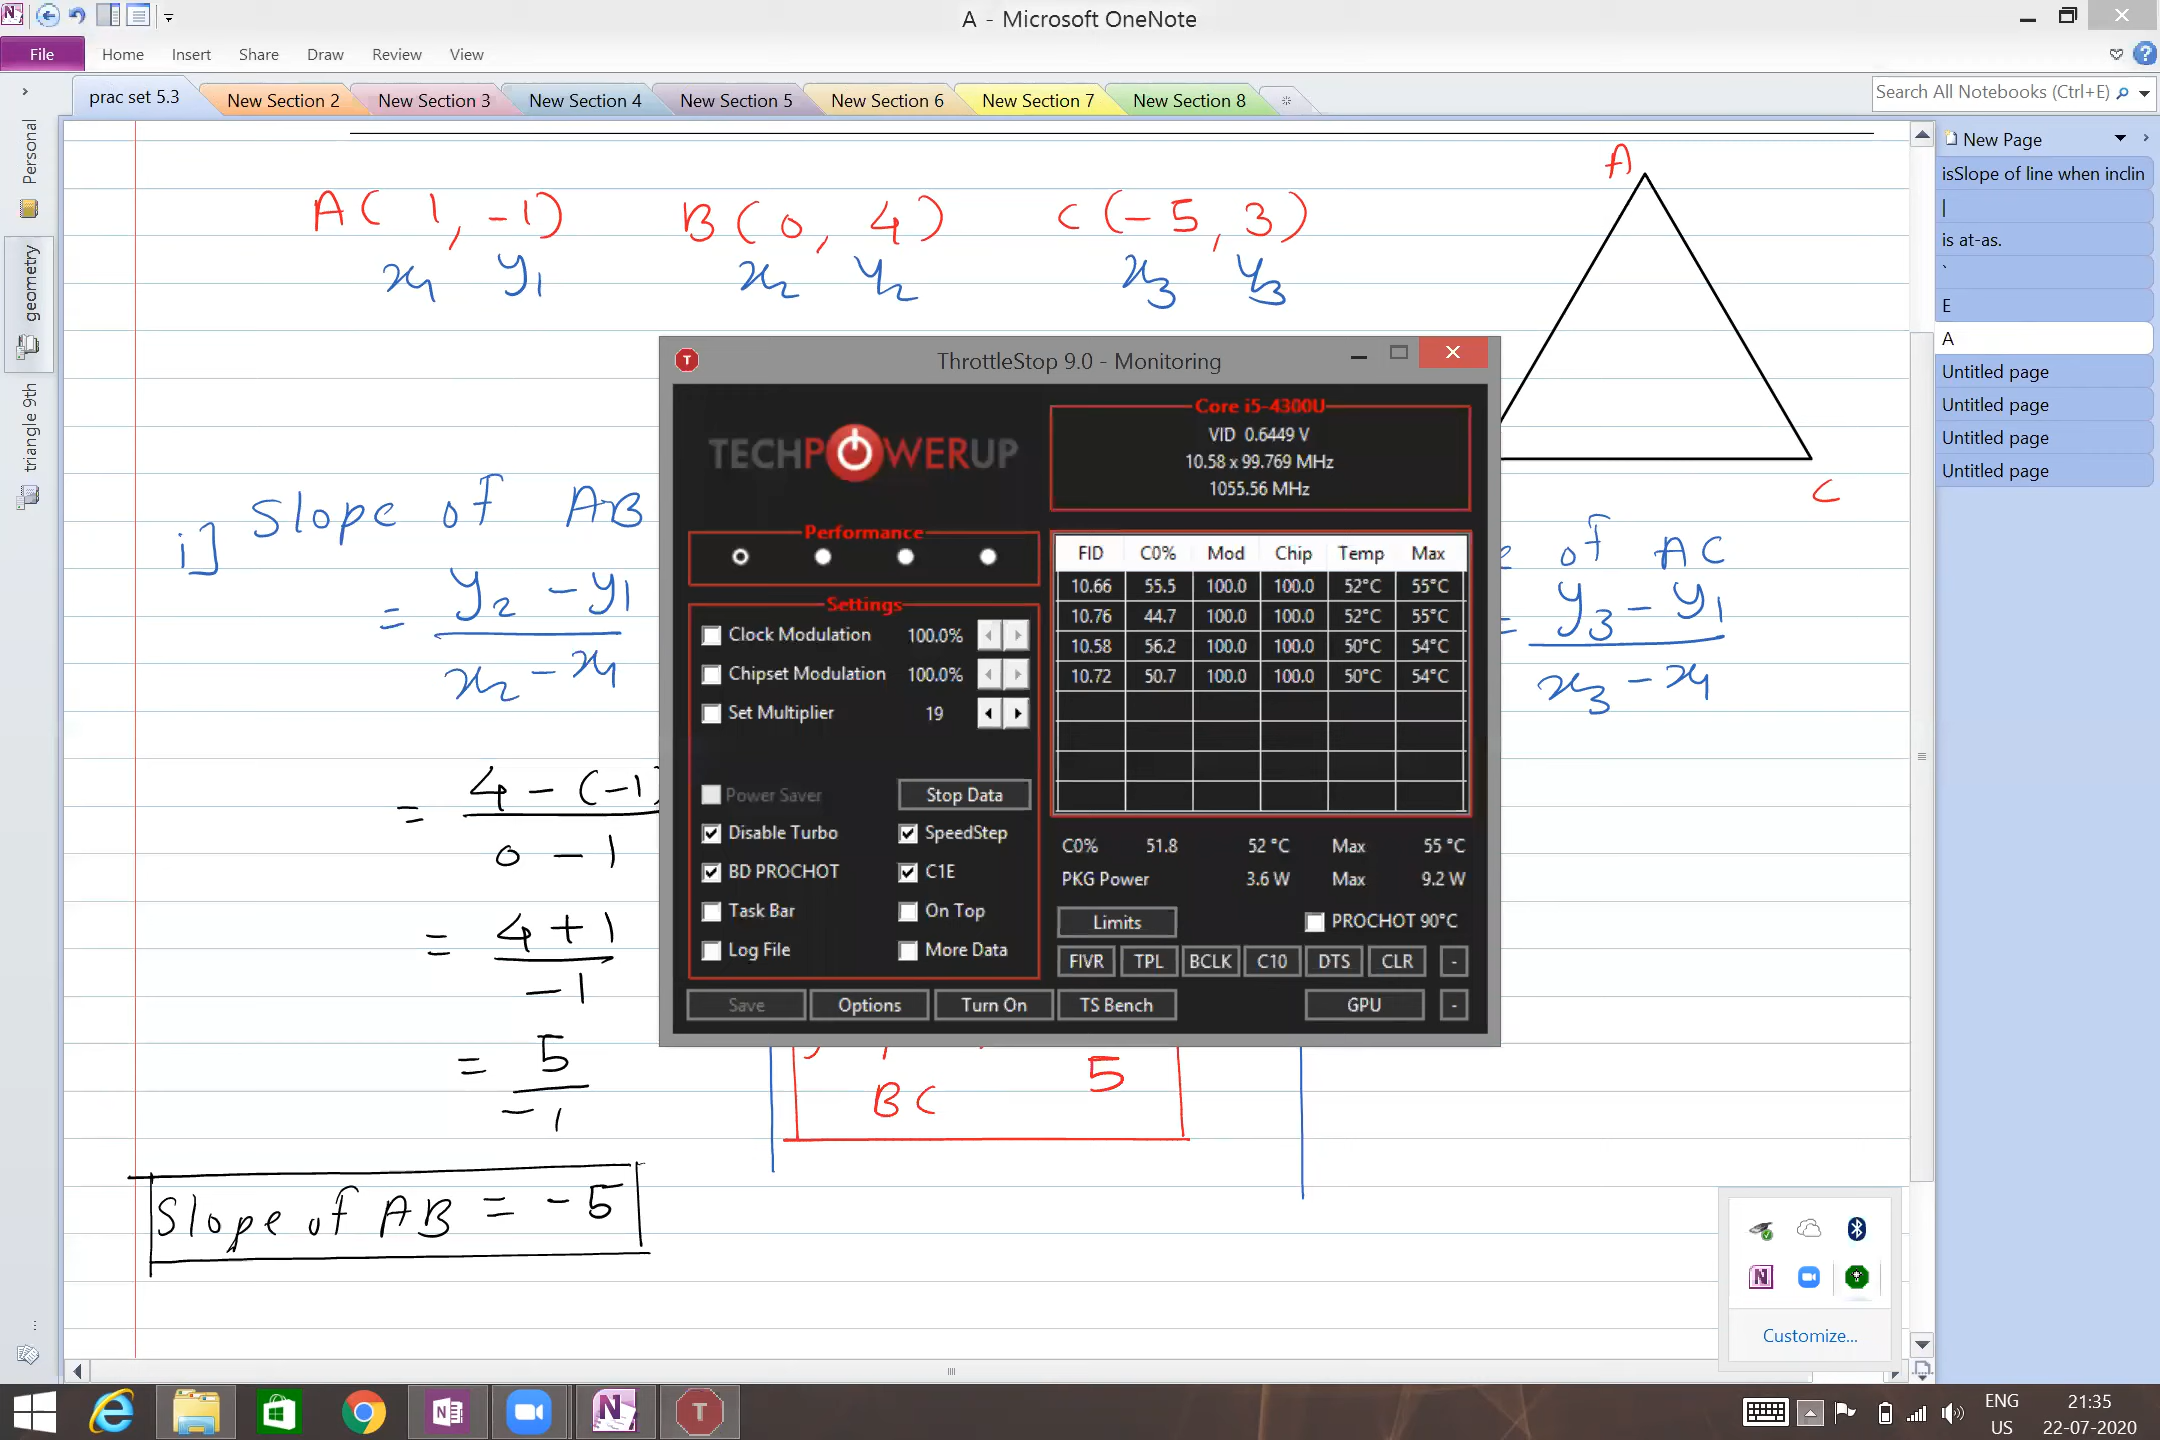 A - Microsoft OneNote
File Home Insert Share Draw Review View
prac set 5.3 New Section 2 New Section 3 New Section 4 New Section 5 New Section 6 New Section 7 New Section 8
Search All Notebooks (Ctrl+E)
Personal
geometry
triangle 9th
New Page
isSlope of line when inclin
|
is at-as.
`
E
A
Untitled page
Untitled page
Untitled page
Untitled page
A
A( 1, -1) B( 0, 4) C(-5, 3)
x1 y1 x2 y2 x3 y3
C
i] Slope of AB
= y2 - y1
x2 - x1
= 4 - (-1)
0 - 1
= 4 + 1
-1
= 5
-1
Slope of AB = -5
of AC
= y3 - y1
x3 - x1
5
BC
ThrottleStop 9.0 - Monitoring
TECHPOWERUP
Core i5-4300U
VID 0.6449 V
10.58 x 99.769 MHz
1055.56 MHz
Performance
Settings
Clock Modulation 100.0%
Chipset Modulation 100.0%
Set Multiplier 19
Power Saver Stop Data
Disable Turbo SpeedStep
BD PROCHOT C1E
Task Bar On Top
Log File More Data
Save Options Turn On TS Bench GPU -
FID C0% Mod Chip Temp Max
10.66 55.5 100.0 100.0 52°C 55°C
10.76 44.7 100.0 100.0 52°C 55°C
10.58 56.2 100.0 100.0 50°C 54°C
10.72 50.7 100.0 100.0 50°C 54°C
C0% 51.8 52 °C Max 55 °C
PKG Power 3.6 W Max 9.2 W
Limits PROCHOT 90°C
FIVR TPL BCLK C10 DTS CLR -
Customize...
ENG
US
21:35
22-07-2020